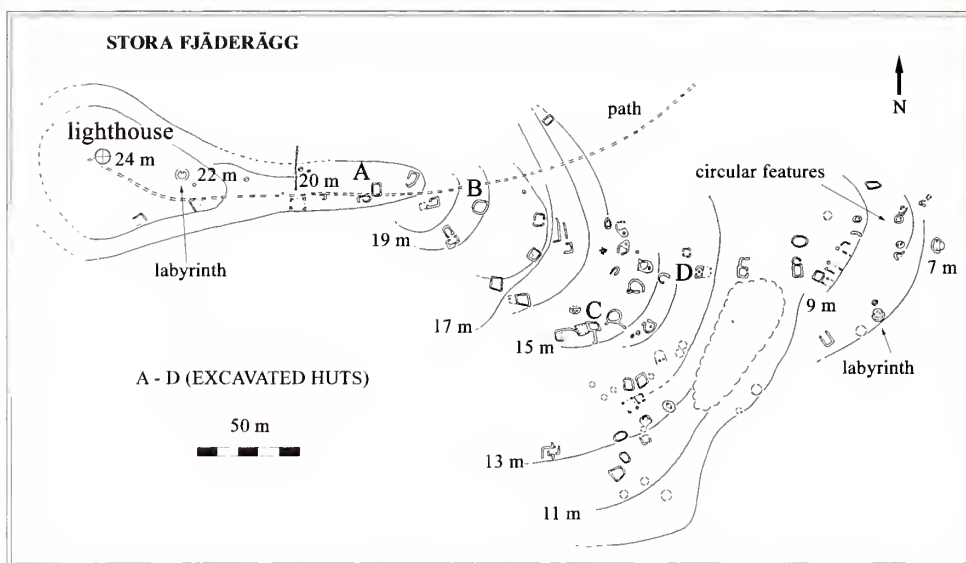 STORA FJÄDERÄGG
path
N
lighthouse
24 m
22 m
20 m
A
B
circular features
labyrinth
19 m
17 m
C
D
15 m
9 m
7 m
labyrinth
A - D (EXCAVATED HUTS)
50 m
13 m
11 m